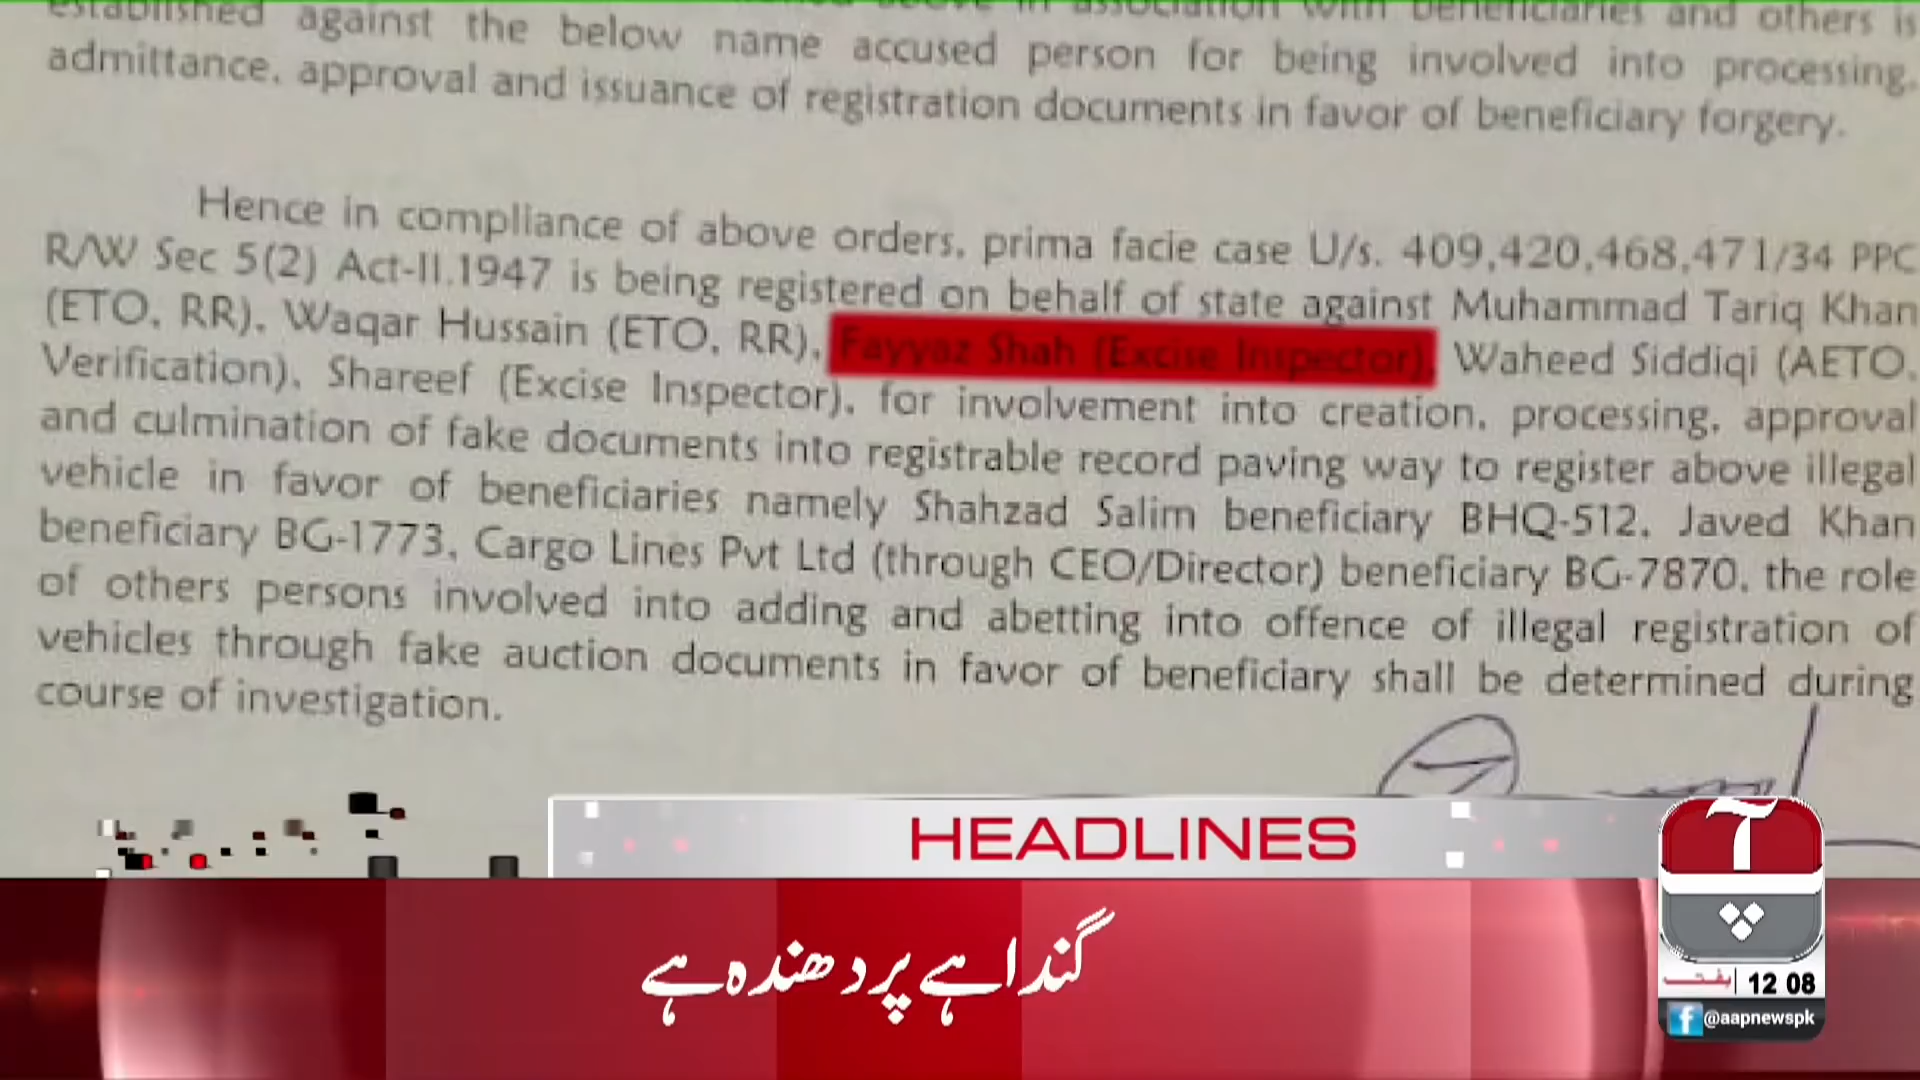 established against the below name accused person for being involved into processing,
admittance, approval and issuance of registration documents in favor of beneficiary forgery.
Hence in compliance of above orders, prima facie case U/s. 409,420,468,471/34 PPC
R/W Sec 5(2) Act-II,1947 is being registered on behalf of state against Muhammad Tariq Khan
(ETO, RR), Waqar Hussain (ETO, RR), Fayyaz Shah (Excise Inspector), Waheed Siddiqi (AETO,
Verification), Shareef (Excise Inspector), for involvement into creation, processing, approval
and culmination of fake documents into registrable record paving way to register above illegal
vehicle in favor of beneficiaries namely Shahzad Salim beneficiary BHQ-512, Javed Khan
beneficiary BG-1773, Cargo Lines Pvt Ltd (through CEO/Director) beneficiary BG-7870, the role
of others persons involved into adding and abetting into offence of illegal registration of
vehicles through fake auction documents in favor of beneficiary shall be determined during
course of investigation.
HEADLINES
گندا ہے پر دھندہ ہے
آپ
ہفتہ 12 08
@aapnewspk